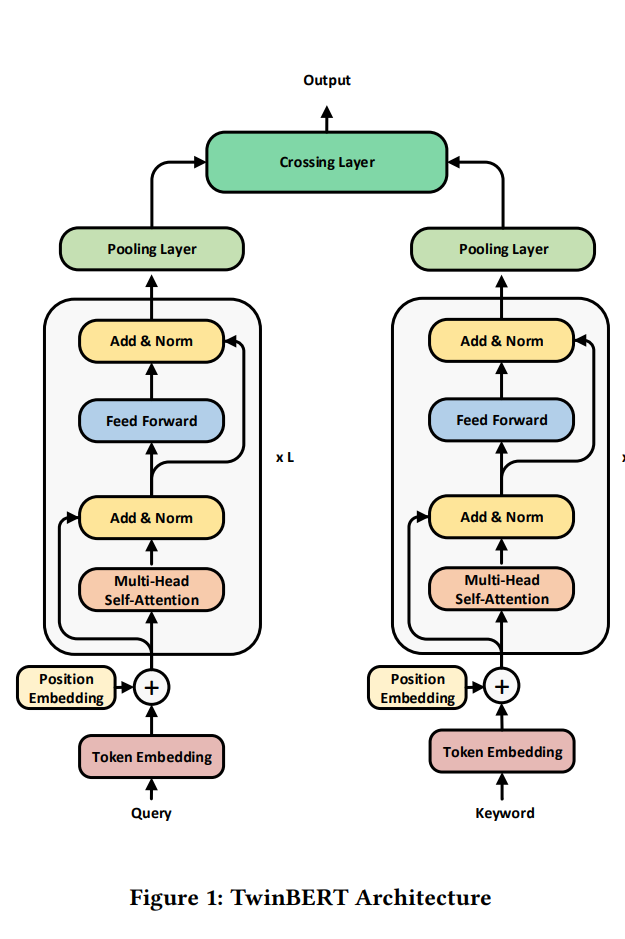 Output
Crossing Layer
Pooling Layer
Pooling Layer
Add & Norm
Add & Norm
Feed Forward
Feed Forward
x L
x
Add & Norm
Add & Norm
Multi-Head
Self-Attention
Multi-Head
Self-Attention
Position
Embedding
+
Position
Embedding
+
Token Embedding
Token Embedding
Query
Keyword
Figure 1: TwinBERT Architecture